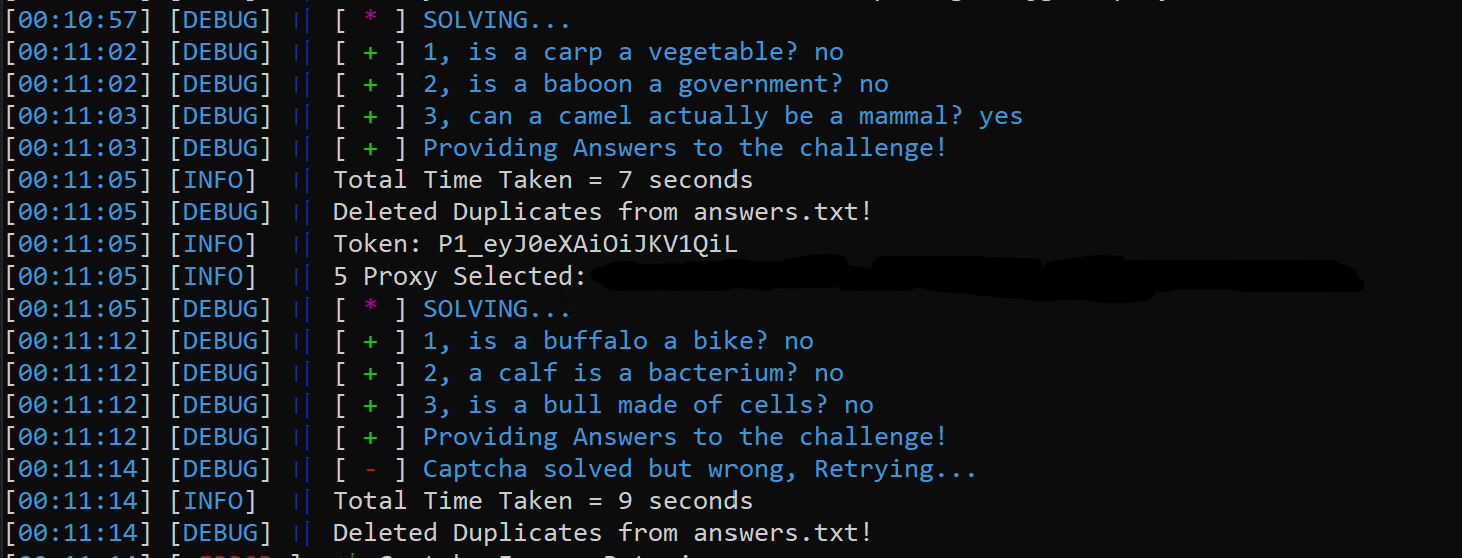 [00:10:57] [DEBUG] [ * ] SOLVING...
[00:11:02] [DEBUG] [ + ] 1, is a carp a vegetable? no
[00:11:02] [DEBUG] [ + ] 2, is a baboon a government? no
[00:11:03] [DEBUG] [ + ] 3, can a camel actually be a mammal? yes
[00:11:03] [DEBUG] [ + ] Providing Answers to the challenge!
[00:11:05] [INFO] Total Time Taken = 7 seconds
[00:11:05] [DEBUG] Deleted Duplicates from answers.txt!
[00:11:05] [INFO] Token: P1_eyJ0eXAiOiJKV1QiL
[00:11:05] [INFO] 5 Proxy Selected:
[00:11:05] [DEBUG] [ * ] SOLVING...
[00:11:12] [DEBUG] [ + ] 1, is a buffalo a bike? no
[00:11:12] [DEBUG] [ + ] 2, a calf is a bacterium? no
[00:11:12] [DEBUG] [ + ] 3, is a bull made of cells? no
[00:11:12] [DEBUG] [ + ] Providing Answers to the challenge!
[00:11:14] [DEBUG] [ - ] Captcha solved but wrong, Retrying...
[00:11:14] [INFO] Total Time Taken = 9 seconds
[00:11:14] [DEBUG] Deleted Duplicates from answers.txt!